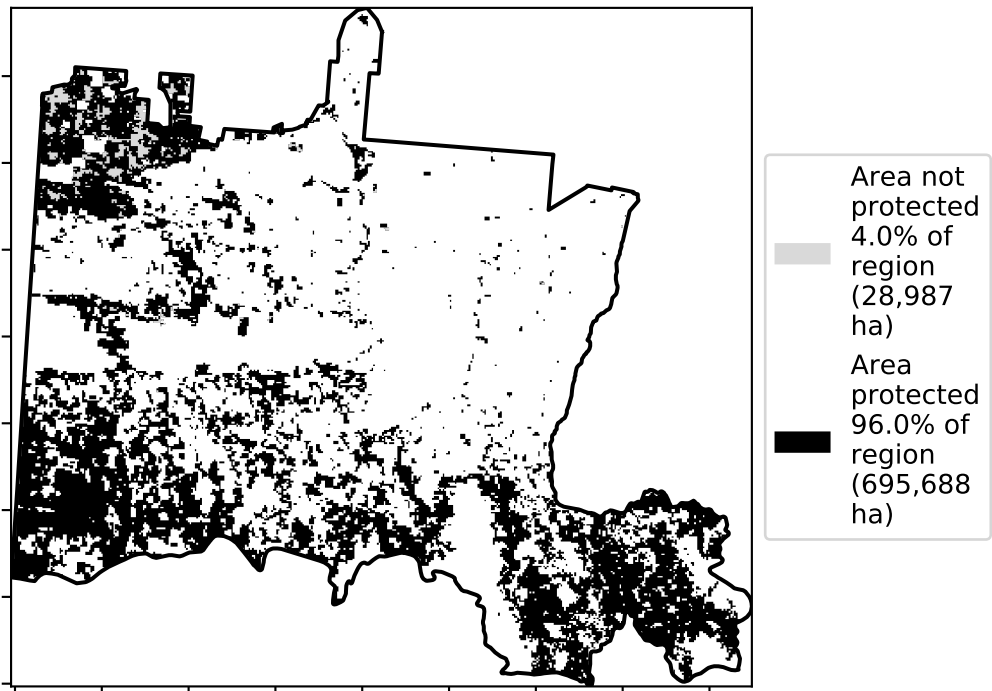 Area not
protected
4.0% of
region
(28,987
ha)
Area
protected
96.0% of
region
(695,688
ha)